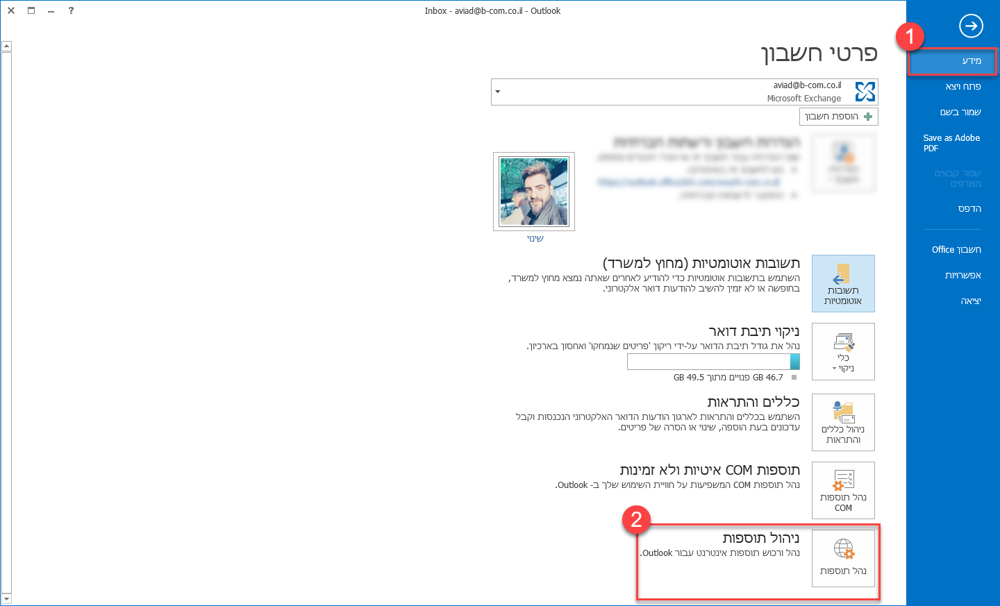 Inbox - aviad@b-com.co.il - Outlook
?
1
מידע
פתח ויצא
שמור בשם
Save as Adobe
PDF
שמור קבצים
מצורפים
הדפס
חשבון Office
אפשרויות
יציאה
פרטי חשבון
aviad@b-com.co.il
Microsoft Exchange
הוספת חשבון
שינוי
תשובות
אוטומטיות
תשובות אוטומטיות (מחוץ למשרד)
השתמש בתשובות אוטומטיות כדי להודיע לאחרים שאתה נמצא מחוץ למשרד,
בחופשה או לא זמין להשיב להודעות דואר אלקטרוני.
כלי
ניקוי
ניקוי תיבת דואר
נהל את גודל תיבת הדואר על-ידי ריקון 'פריטים שנמחקו' ואחסון בארכיון.
46.7 GB פנויים מתוך 49.5 GB
ניהול כללים
והתראות
כללים והתראות
השתמש בכללים והתראות לארגון הודעות הדואר האלקטרוני הנכנסות וקבל
עדכונים בעת הוספה, שינוי או הסרה של פריטים.
נהל תוספות
COM
תוספות COM איטיות ולא זמינות
נהל תוספות COM המשפיעות על חוויית השימוש שלך ב- Outlook.
2
נהל תוספות
ניהול תוספות
נהל ורכוש תוספות אינטרנט עבור Outlook.